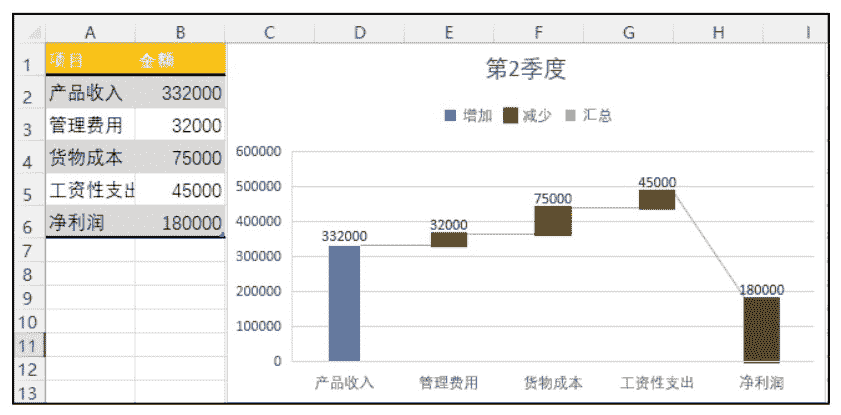 A B C D E F G H I
1 项目 金额
2 产品收入 332000
3 管理费用 32000
4 货物成本 75000
5 工资性支出 45000
6 净利润 180000
7
8
9
10
11
12
13
第2季度
增加 减少 汇总
600000
500000
400000
300000
200000
100000
0
332000
32000
75000
45000
180000
产品收入 管理费用 货物成本 工资性支出 净利润